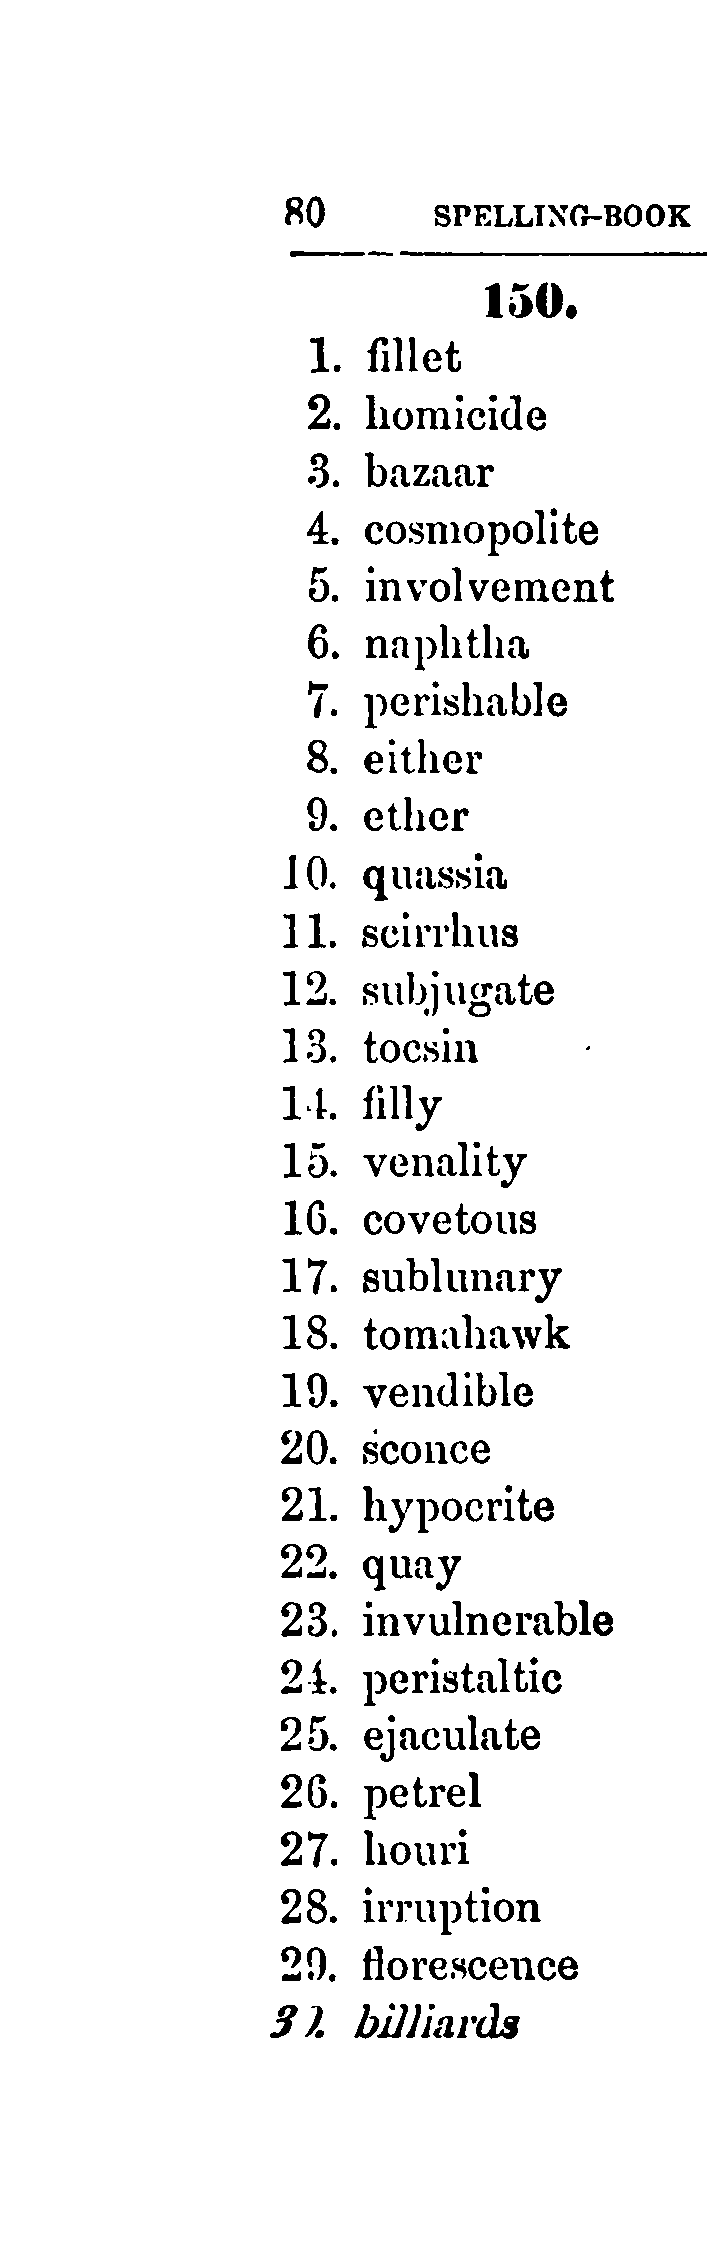 80 SPELLING-BOOK
150.
1. fillet
2. homicide
3. bazaar
4. cosmopolite
5. involvement
6. naphtha
7. perishable
8. either
9. ether
10. quassia
11. scirrhus
12. subjugate
13. tocsin
14. filly
15. venality
16. covetous
17. sublunary
18. tomahawk
19. vendible
20. sconce
21. hypocrite
22. quay
23. invulnerable
24. peristaltic
25. ejaculate
26. petrel
27. houri
28. irruption
29. florescence
30. billiards